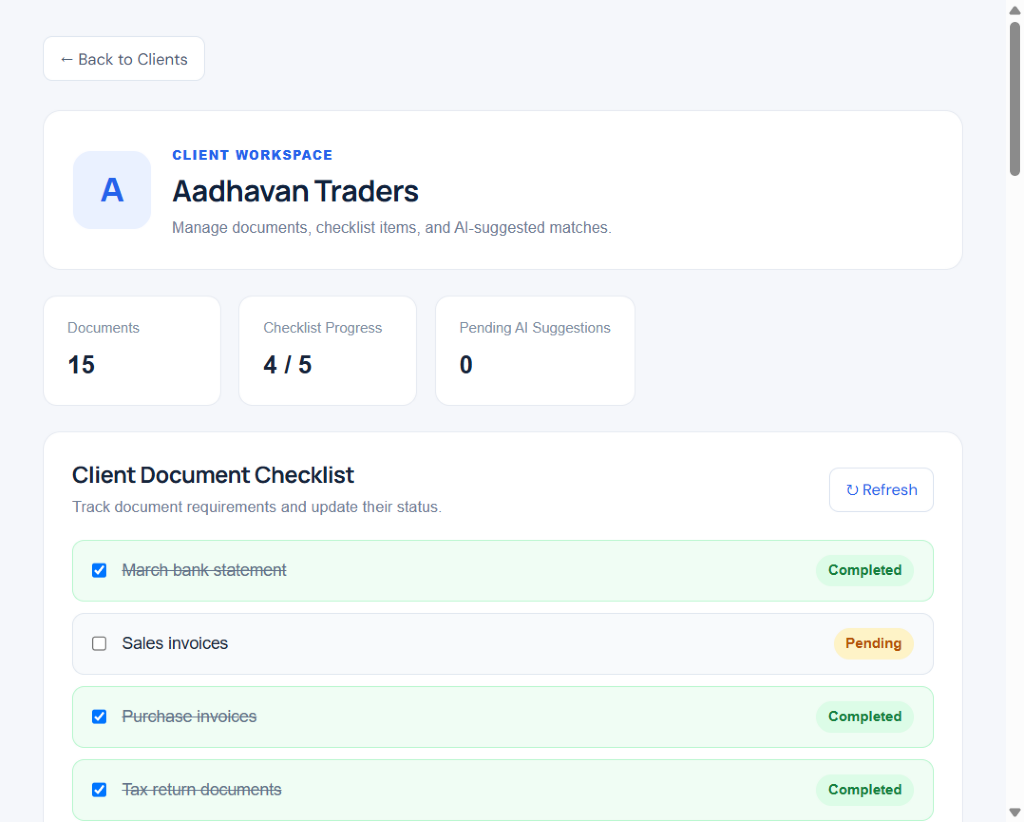 ← Back to Clients
A
CLIENT WORKSPACE
Aadhavan Traders
Manage documents, checklist items, and AI-suggested matches.
Documents
15
Checklist Progress
4 / 5
Pending AI Suggestions
0
Client Document Checklist
Track document requirements and update their status.
↻ Refresh
March bank statement
Completed
Sales invoices
Pending
Purchase invoices
Completed
Tax return documents
Completed